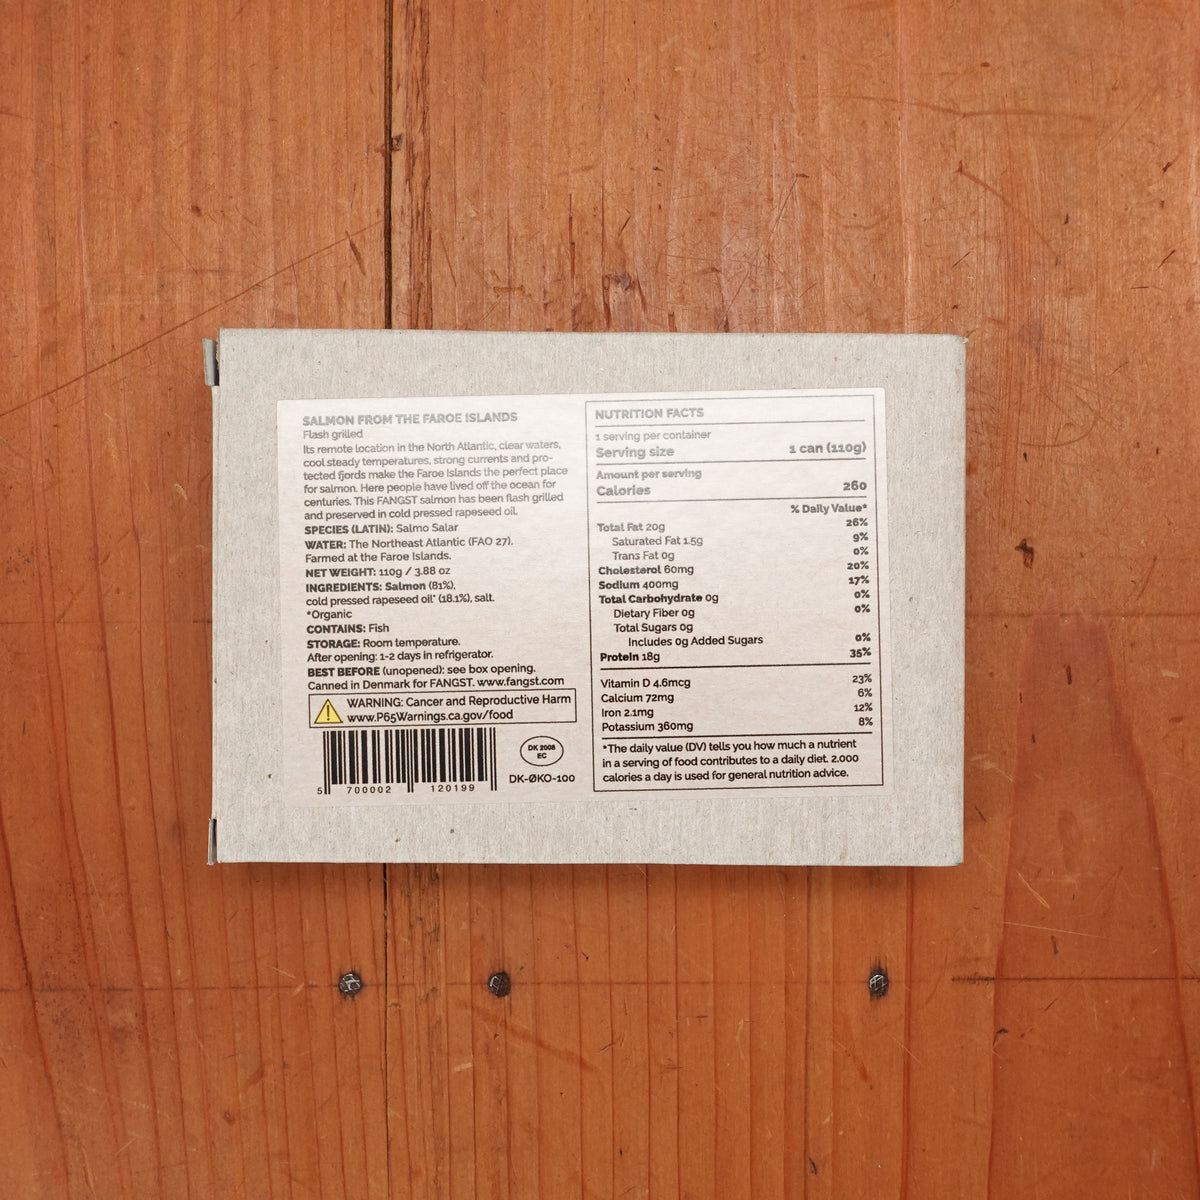 SALMON FROM THE FAROE ISLANDS
Flash grilled
Its remote location in the North Atlantic, clear waters,
cool steady temperatures, strong currents and pro-
tected fjords make the Faroe Islands the perfect place
for salmon. Here people have lived off the ocean for
centuries. This FANGST salmon has been flash grilled
and preserved in cold pressed rapeseed oil.
SPECIES (LATIN): Salmo Salar
WATER: The Northeast Atlantic (FAO 27).
Farmed at the Faroe Islands.
NET WEIGHT: 110g / 3.88 oz
INGREDIENTS: Salmon (81%),
cold pressed rapeseed oil* (18.1%), salt.
*Organic
CONTAINS: Fish
STORAGE: Room temperature.
After opening: 1-2 days in refrigerator.
BEST BEFORE (unopened): see box opening.
Canned in Denmark for FANGST. www.fangst.com
WARNING: Cancer and Reproductive Harm
www.P65Warnings.ca.gov/food
5 700002 120199
DK 2008
EC
DK-ØKO-100
NUTRITION FACTS
1 serving per container
Serving size 1 can (110g)
Amount per serving
Calories 260
% Daily Value*
Total Fat 20g 26%
Saturated Fat 1.5g 9%
Trans Fat 0g 0%
Cholesterol 60mg 20%
Sodium 400mg 17%
Total Carbohydrate 0g 0%
Dietary Fiber 0g 0%
Total Sugars 0g
Includes 0g Added Sugars 0%
Protein 18g 35%
Vitamin D 4.6mcg 23%
Calcium 72mg 6%
Iron 2.1mg 12%
Potassium 360mg 8%
*The daily value (DV) tells you how much a nutrient
in a serving of food contributes to a daily diet. 2.000
calories a day is used for general nutrition advice.